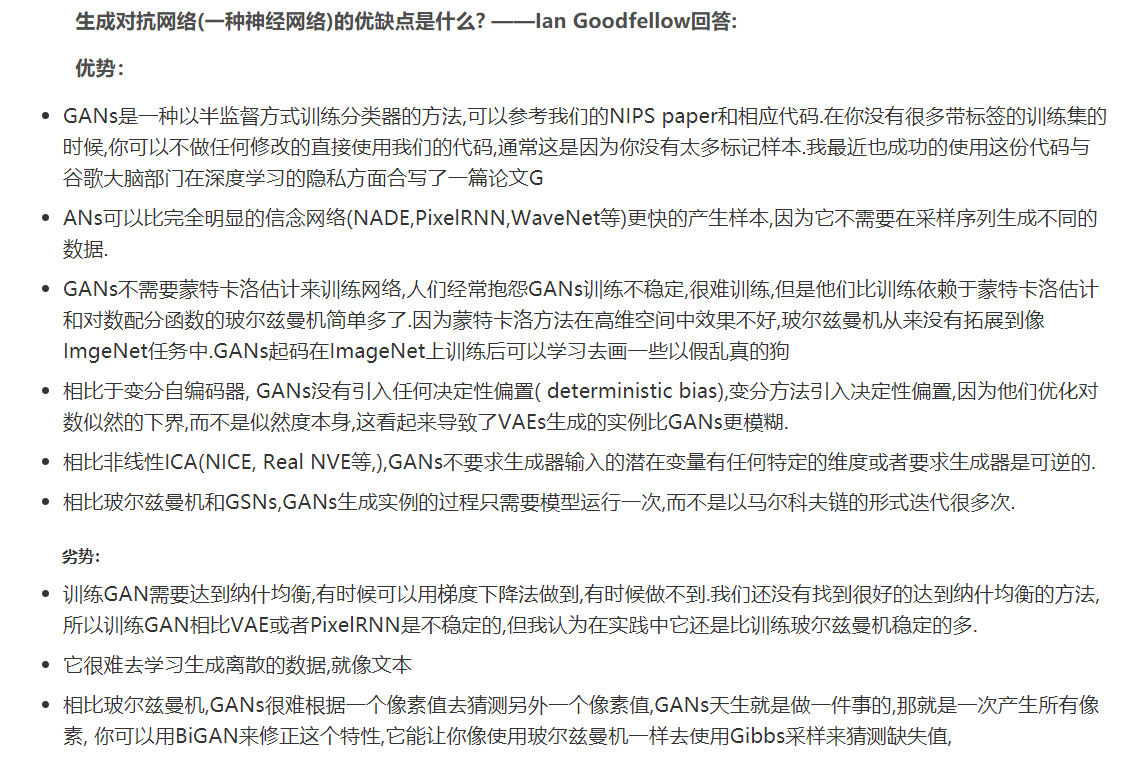 生成对抗网络(一种神经网络)的优缺点是什么? ——Ian Goodfellow回答:
优势：
GANs是一种以半监督方式训练分类器的方法,可以参考我们的NIPS paper和相应代码.在你没有很多带标签的训练集的
时候,你可以不做任何修改的直接使用我们的代码,通常这是因为你没有太多标记样本.我最近也成功的使用这份代码与
谷歌大脑部门在深度学习的隐私方面合写了一篇论文G
ANs可以比完全明显的信念网络(NADE,PixelRNN,WaveNet等)更快的产生样本,因为它不需要在采样序列生成不同的
数据.
GANs不需要蒙特卡洛估计来训练网络,人们经常抱怨GANs训练不稳定,很难训练,但是他们比训练依赖于蒙特卡洛估计
和对数配分函数的玻尔兹曼机简单多了.因为蒙特卡洛方法在高维空间中效果不好,玻尔兹曼机从来没有拓展到像
ImgeNet任务中.GANs起码在ImageNet上训练后可以学习去画一些以假乱真的狗
相比于变分自编码器, GANs没有引入任何决定性偏置( deterministic bias),变分方法引入决定性偏置,因为他们优化对
数似然的下界,而不是似然度本身,这看起来导致了VAEs生成的实例比GANs更模糊.
相比非线性ICA(NICE, Real NVE等,),GANs不要求生成器输入的潜在变量有任何特定的维度或者要求生成器是可逆的.
相比玻尔兹曼机和GSNs,GANs生成实例的过程只需要模型运行一次,而不是以马尔科夫链的形式迭代很多次.
劣势：
训练GAN需要达到纳什均衡,有时候可以用梯度下降法做到,有时候做不到.我们还没有找到很好的达到纳什均衡的方法,
所以训练GAN相比VAE或者PixelRNN是不稳定的,但我认为在实践中它还是比训练玻尔兹曼机稳定的多.
它很难去学习生成离散的数据,就像文本
相比玻尔兹曼机,GANs很难根据一个像素值去猜测另外一个像素值,GANs天生就是做一件事的,那就是一次产生所有像
素, 你可以用BiGAN来修正这个特性,它能让你像使用玻尔兹曼机一样去使用Gibbs采样来猜测缺失值,